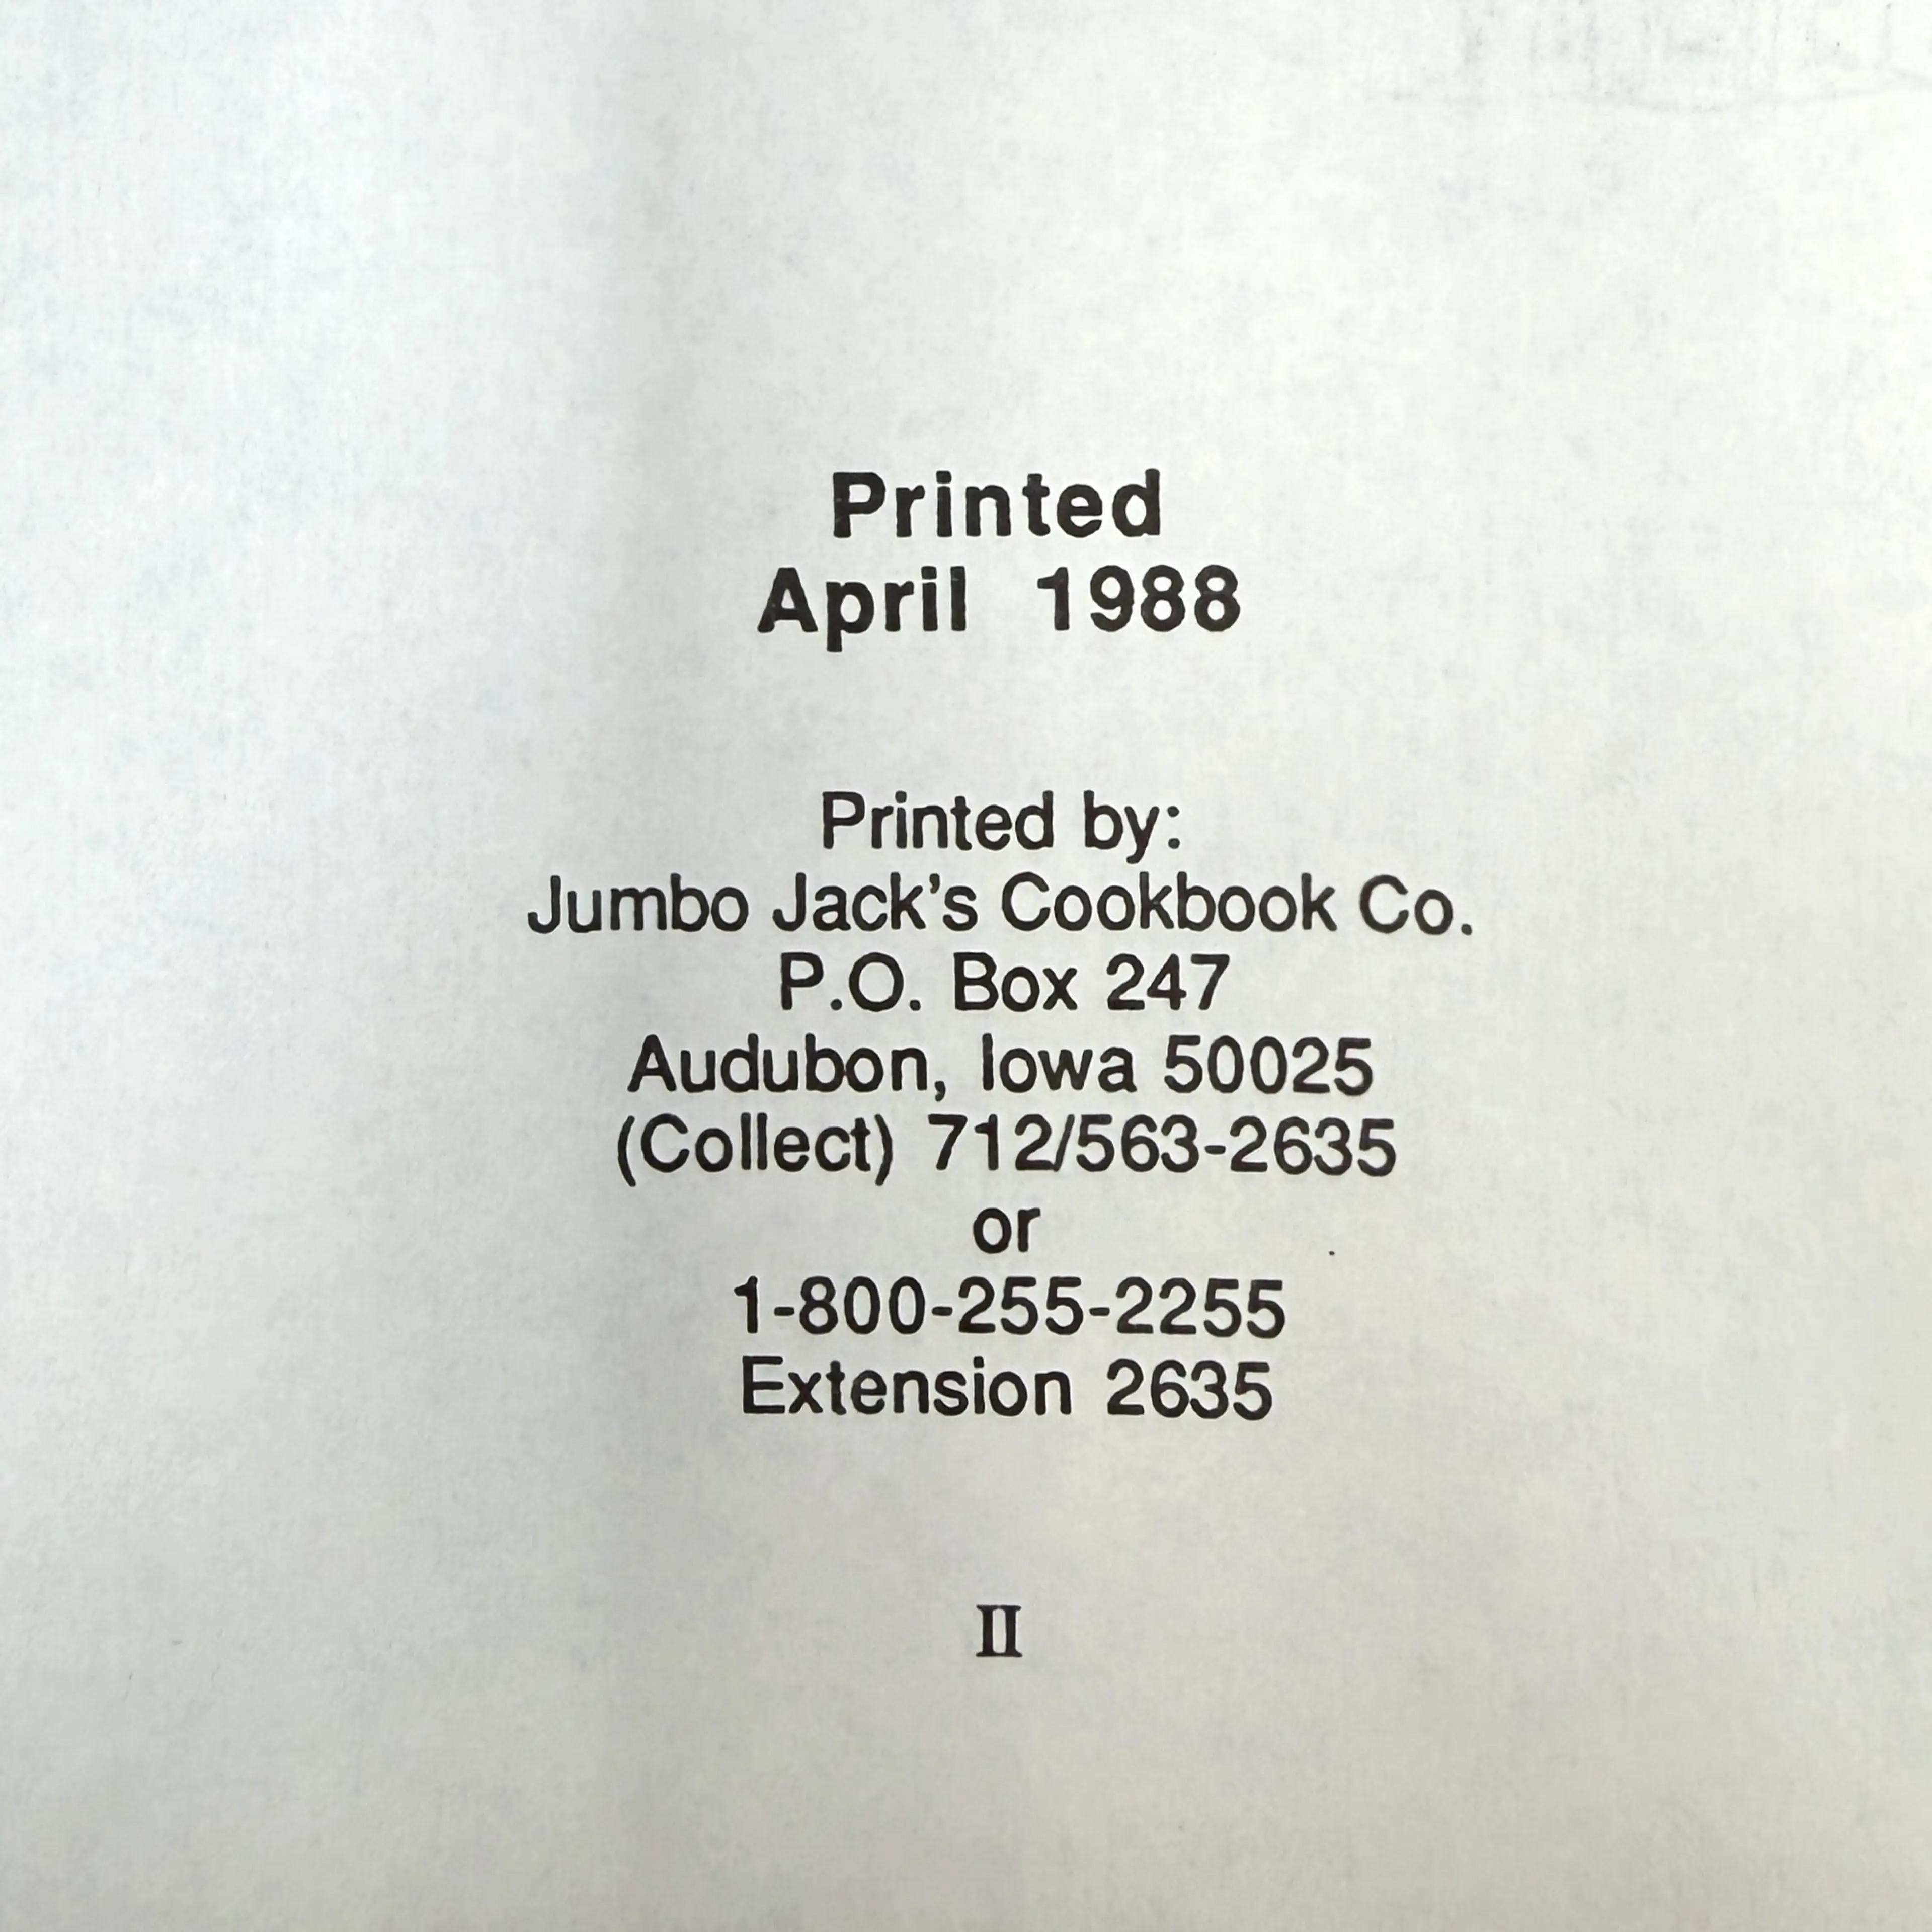 Printed
April 1988
Printed by:
Jumbo Jack's Cookbook Co.
P.O. Box 247
Audubon, Iowa 50025
(Collect) 712/563-2635
or
1-800-255-2255
Extension 2635
II